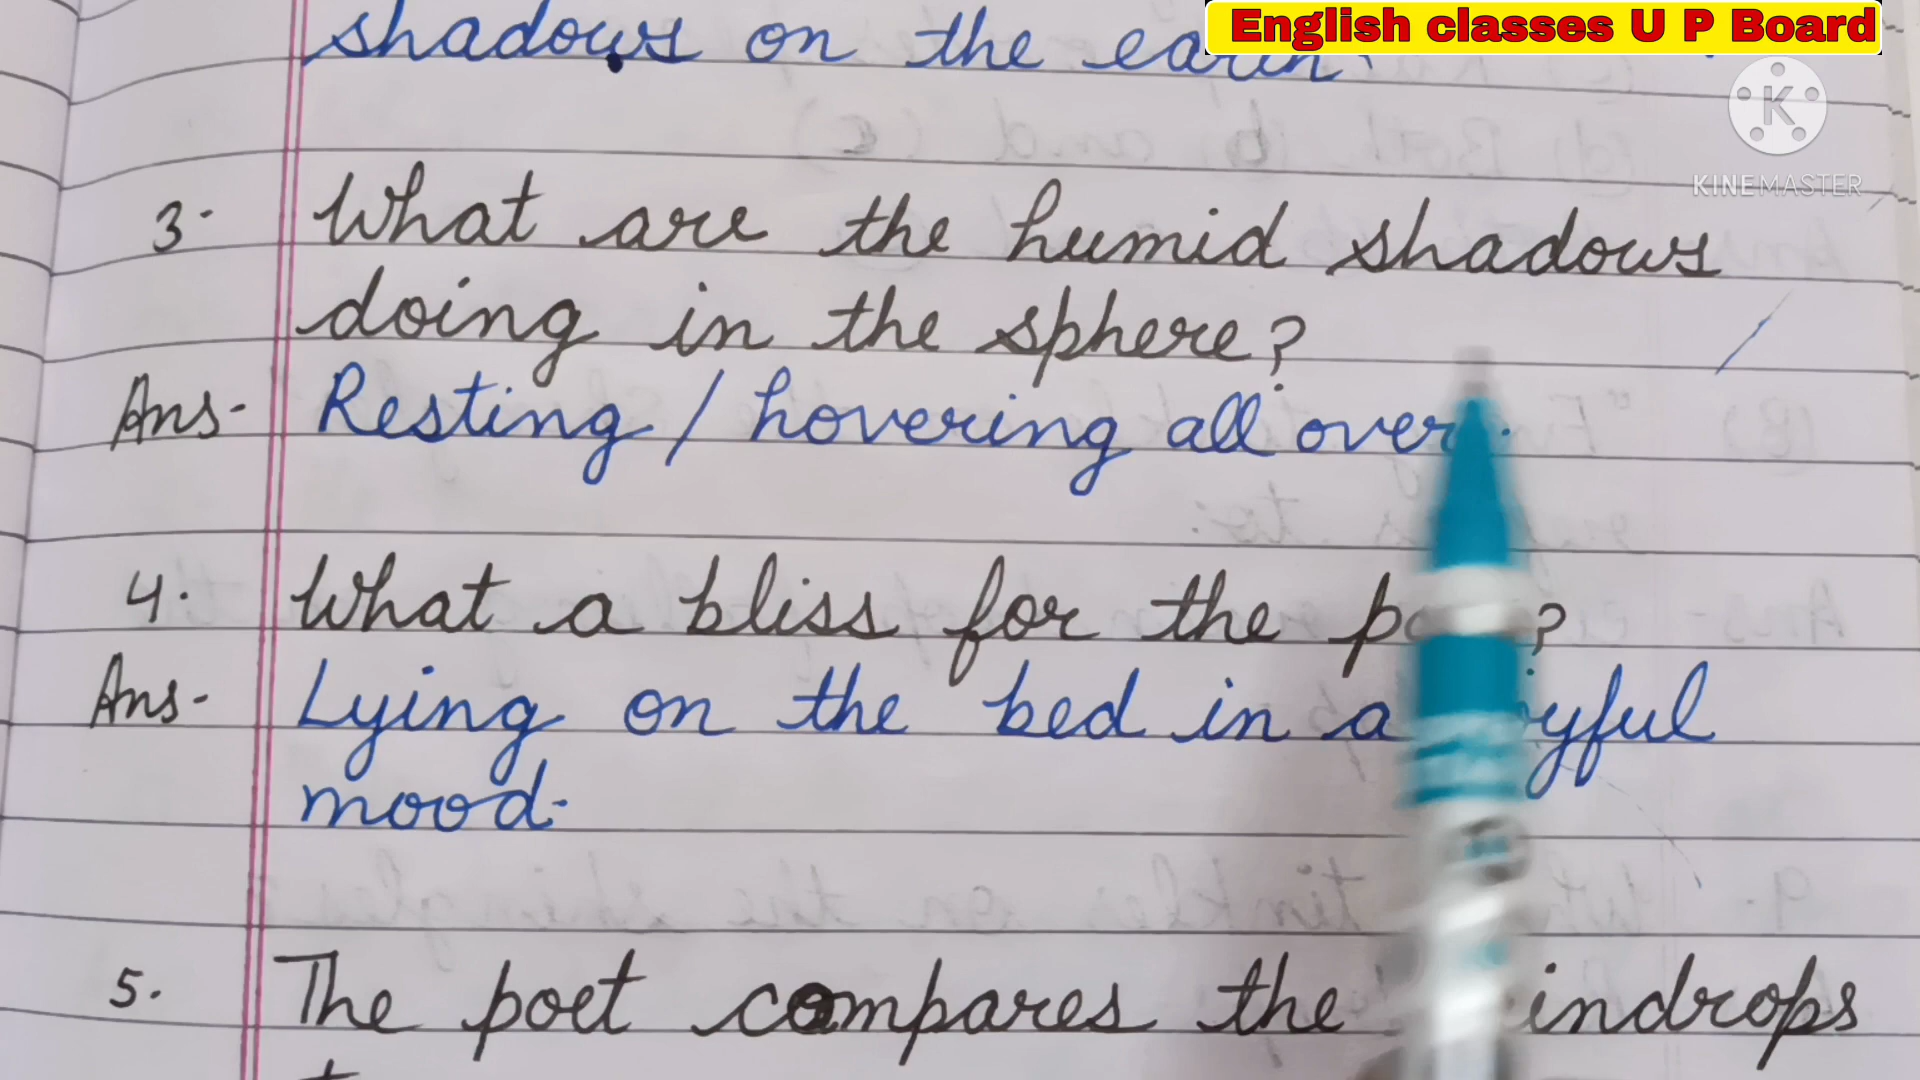 English classes U P Board
shadows on the earth.
KINEMASTER
3. What are the humid shadows
doing in the sphere?
Ans- Resting / hovering all over.
4. What a bliss for the ?
Ans- Lying on the bed in a
mood.
5. The poet compares the